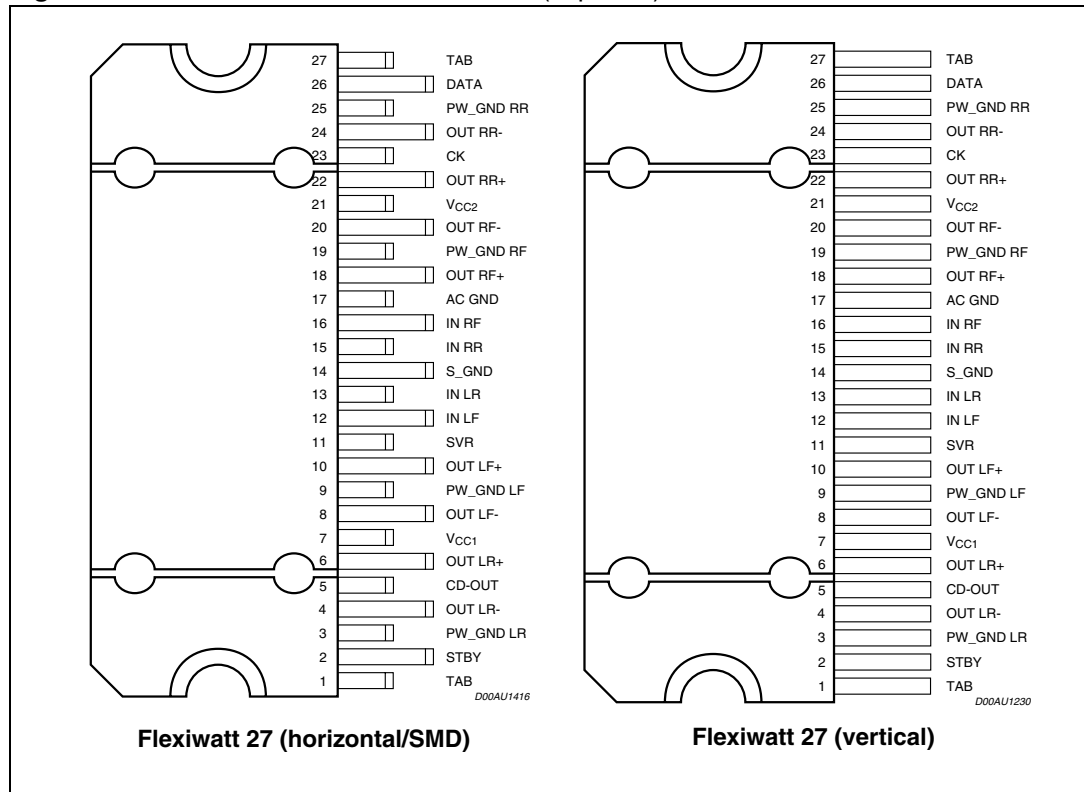 27 TAB
26 DATA
25 PW_GND RR
24 OUT RR-
23 CK
22 OUT RR+
21 VCC2
20 OUT RF-
19 PW_GND RF
18 OUT RF+
17 AC GND
16 IN RF
15 IN RR
14 S_GND
13 IN LR
12 IN LF
11 SVR
10 OUT LF+
9 PW_GND LF
8 OUT LF-
7 VCC1
6 OUT LR+
5 CD-OUT
4 OUT LR-
3 PW_GND LR
2 STBY
1 TAB
D00AU1416
Flexiwatt 27 (horizontal/SMD)
27 TAB
26 DATA
25 PW_GND RR
24 OUT RR-
23 CK
22 OUT RR+
21 VCC2
20 OUT RF-
19 PW_GND RF
18 OUT RF+
17 AC GND
16 IN RF
15 IN RR
14 S_GND
13 IN LR
12 IN LF
11 SVR
10 OUT LF+
9 PW_GND LF
8 OUT LF-
7 VCC1
6 OUT LR+
5 CD-OUT
4 OUT LR-
3 PW_GND LR
2 STBY
1 TAB
D00AU1230
Flexiwatt 27 (vertical)